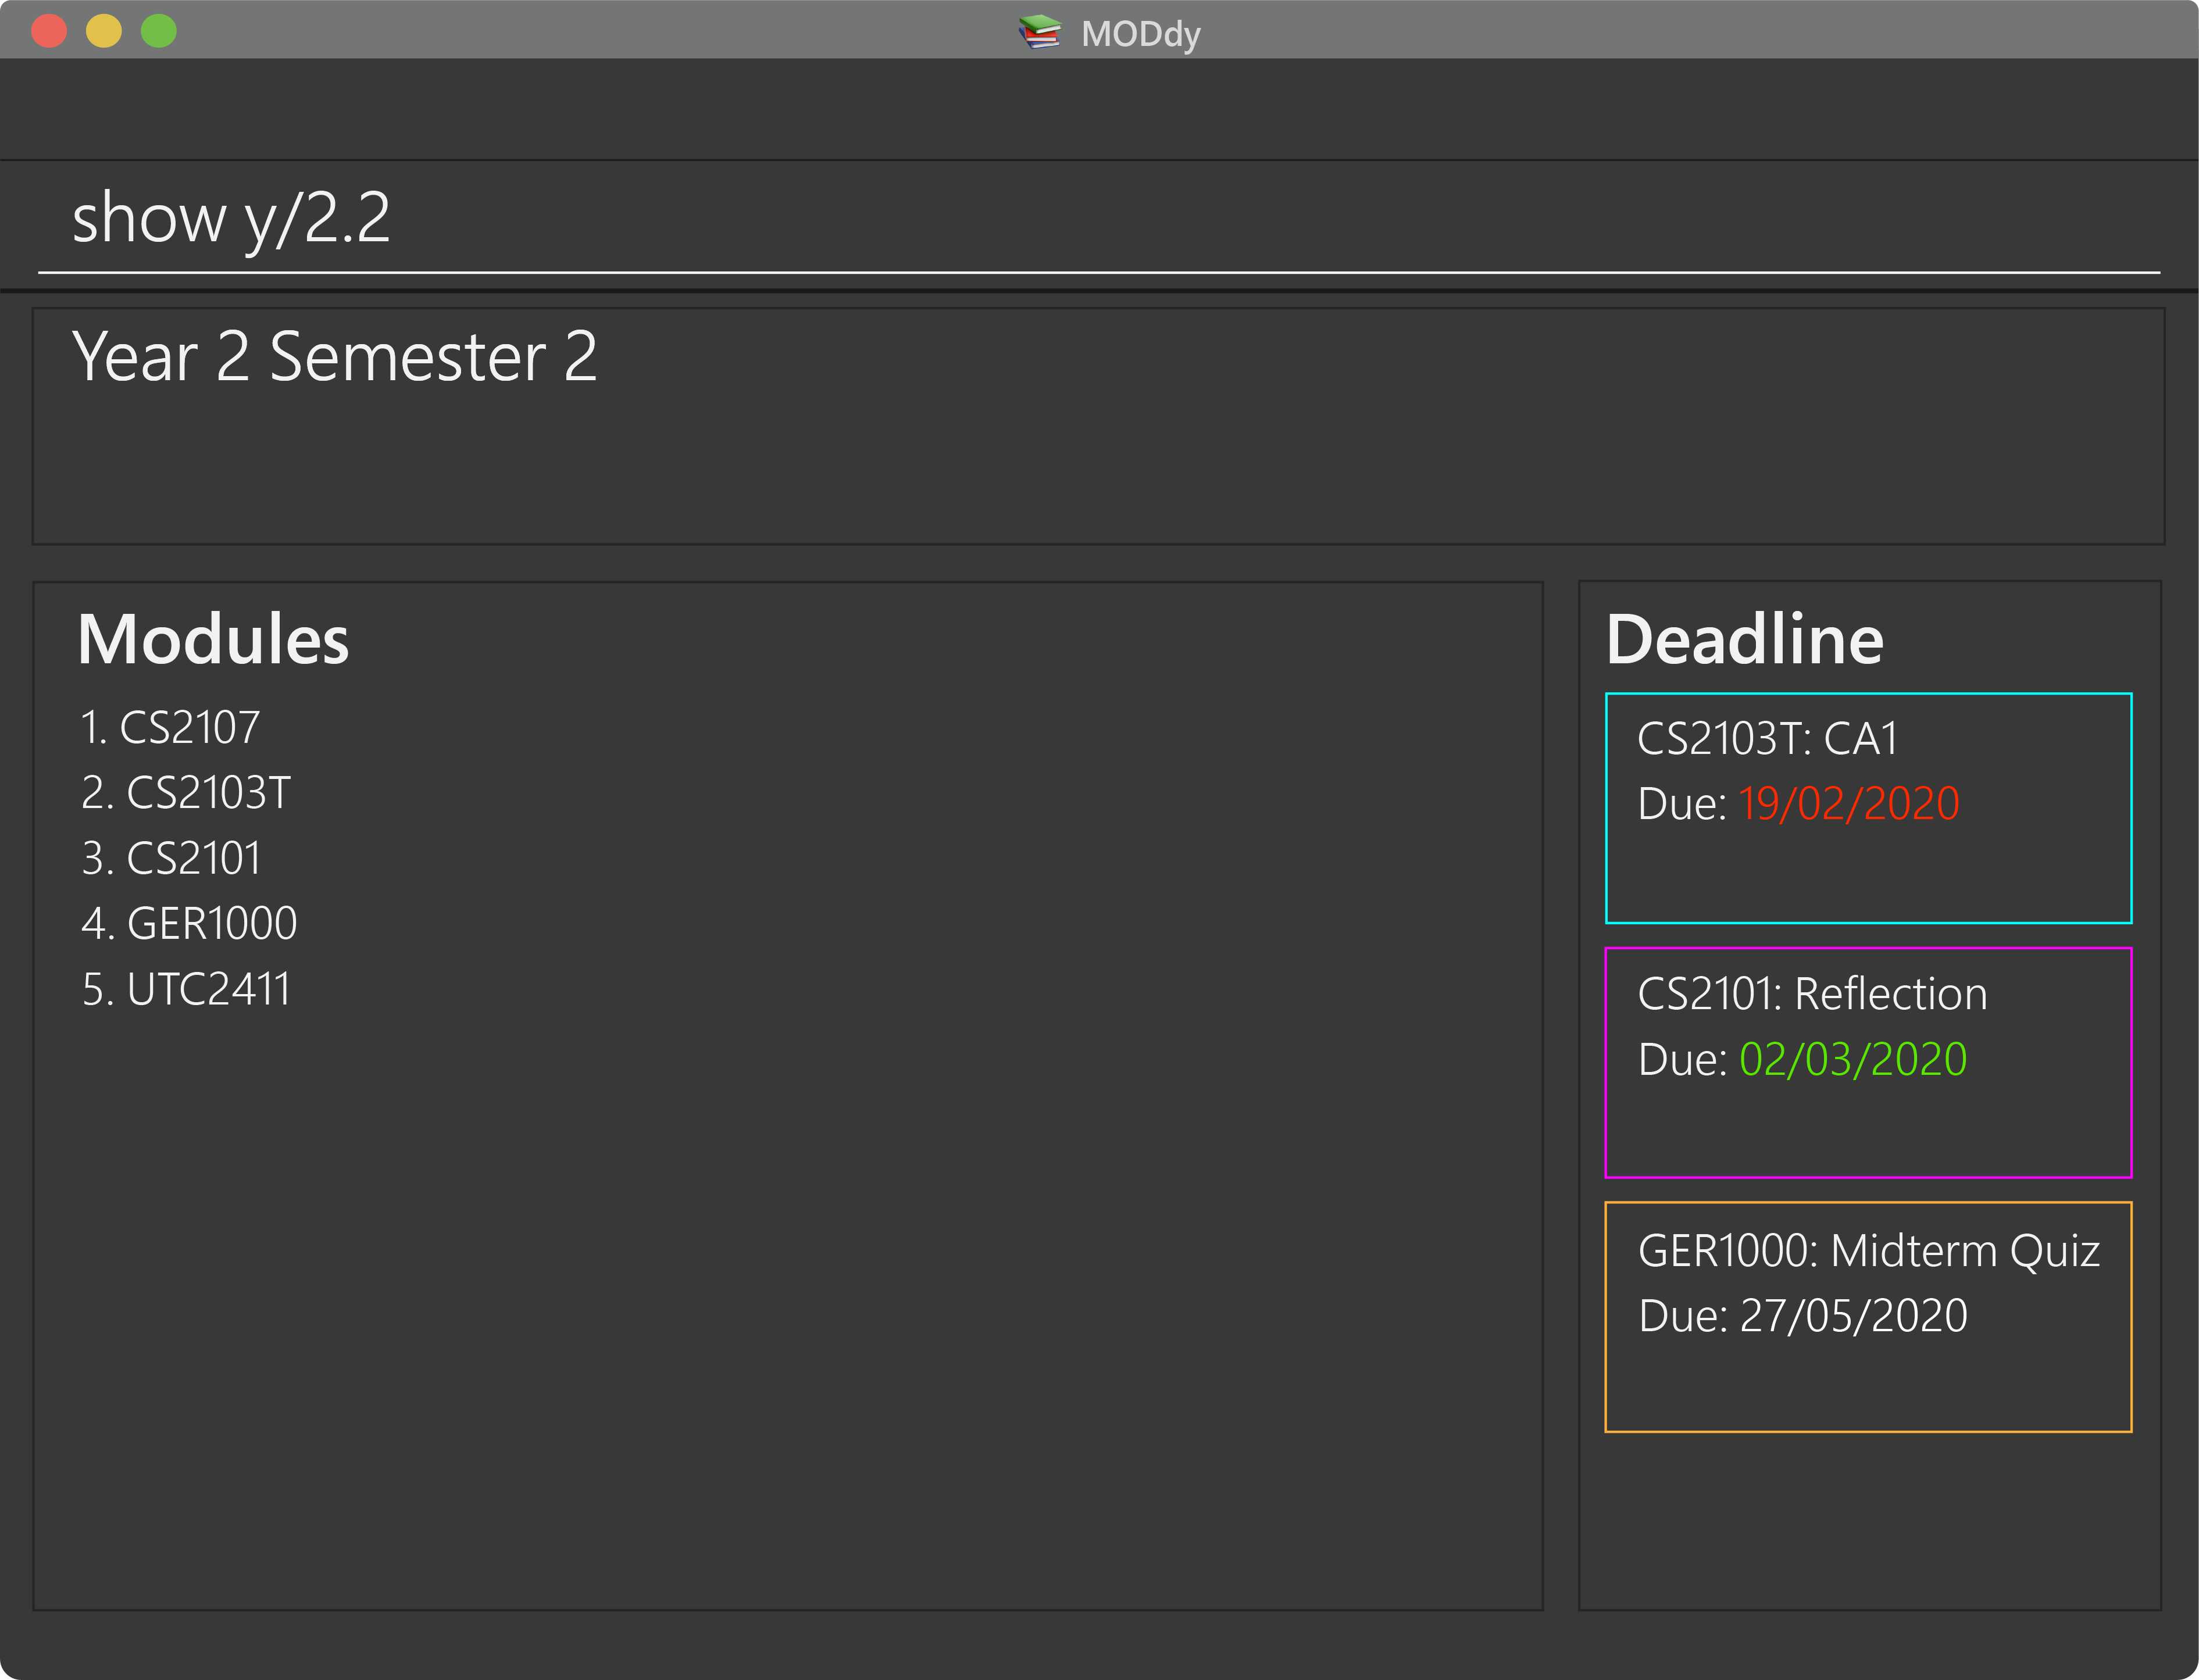 MODdy
show y/2.2
Year 2 Semester 2
Modules
1. CS2107
2. CS2103T
3. CS2101
4. GER1000
5. UTC2411
Deadline
CS2103T: CA1
Due: 19/02/2020
CS2101: Reflection
Due: 02/03/2020
GER1000: Midterm Quiz
Due: 27/05/2020